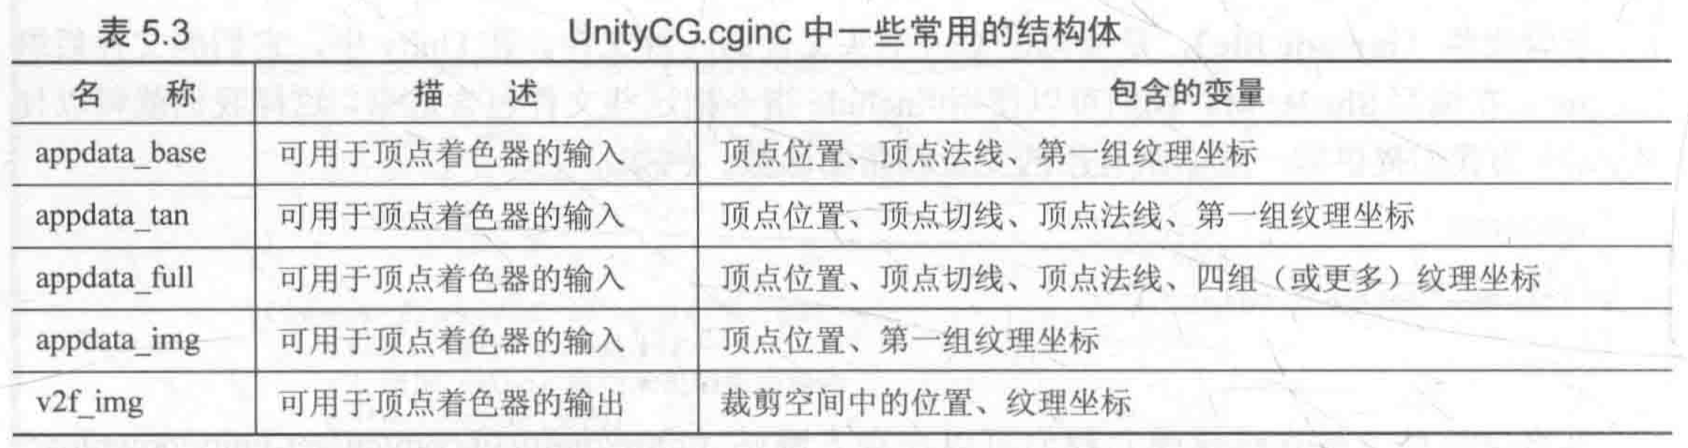 表 5.3 UnityCG.cginc 中一些常用的结构体
名 称 描 述 包含的变量
appdata_base 可用于顶点着色器的输入 顶点位置、顶点法线、第一组纹理坐标
appdata_tan 可用于顶点着色器的输入 顶点位置、顶点切线、顶点法线、第一组纹理坐标
appdata_full 可用于顶点着色器的输入 顶点位置、顶点切线、顶点法线、四组（或更多）纹理坐标
appdata_img 可用于顶点着色器的输入 顶点位置、第一组纹理坐标
v2f_img 可用于顶点着色器的输出 裁剪空间中的位置、纹理坐标